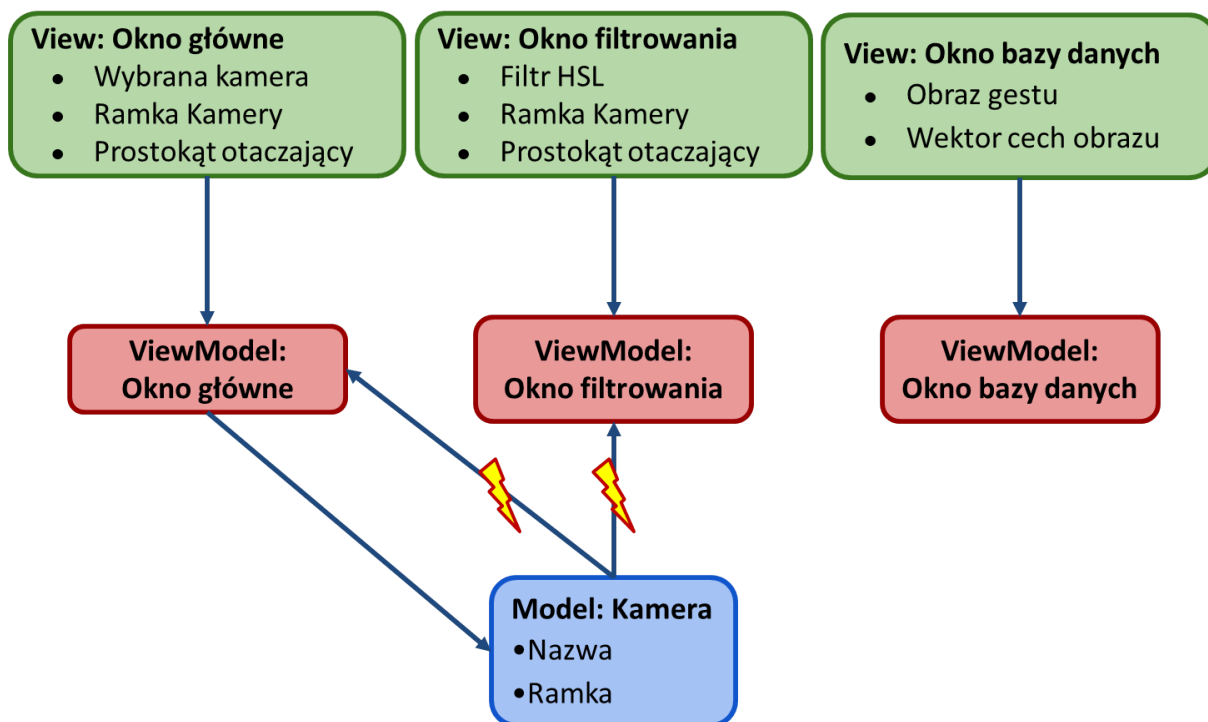 View: Okno główne
• Wybrana kamera
• Ramka Kamery
• Prostokąt otaczający
View: Okno filtrowania
• Filtr HSL
• Ramka Kamery
• Prostokąt otaczający
View: Okno bazy danych
• Obraz gestu
• Wektor cech obrazu
ViewModel:
Okno główne
ViewModel:
Okno filtrowania
ViewModel:
Okno bazy danych
Model: Kamera
•Nazwa
•Ramka